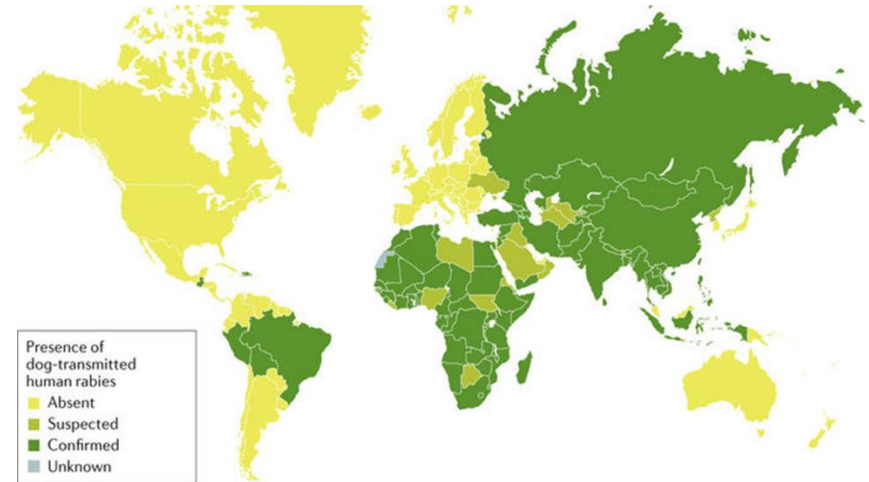 Presence of
dog-transmitted
human rabies
Absent
Suspected
Confirmed
Unknown